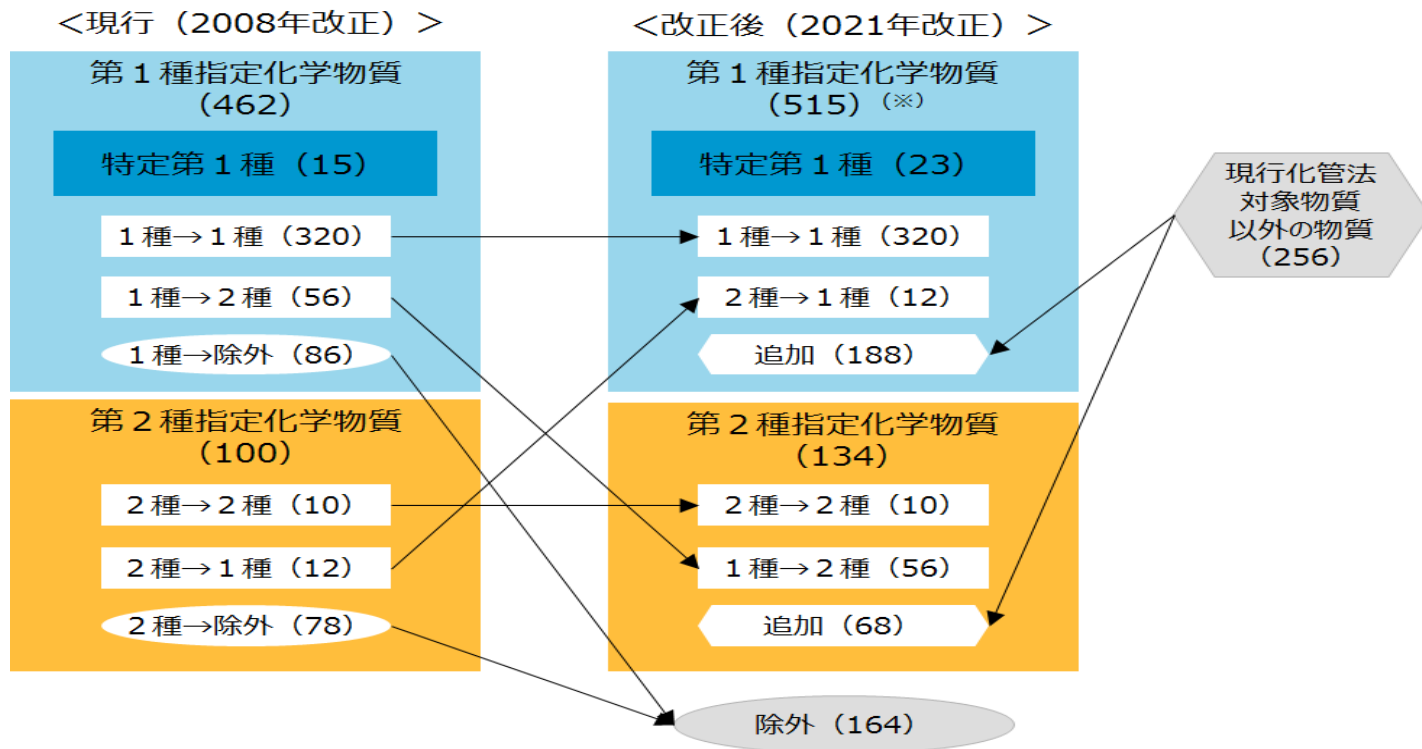 ＜現行（2008年改正）＞
第１種指定化学物質
（462）
特定第１種（15）
１種→１種（320）
１種→２種（56）
１種→除外（86）
第２種指定化学物質
（100）
２種→２種（10）
２種→１種（12）
２種→除外（78）
＜改正後（2021年改正）＞
第１種指定化学物質
（515）（※）
特定第１種（23）
１種→１種（320）
２種→１種（12）
追加（188）
第２種指定化学物質
（134）
２種→２種（10）
１種→２種（56）
追加（68）
除外（164）
現行化管法
対象物質
以外の物質
（256）